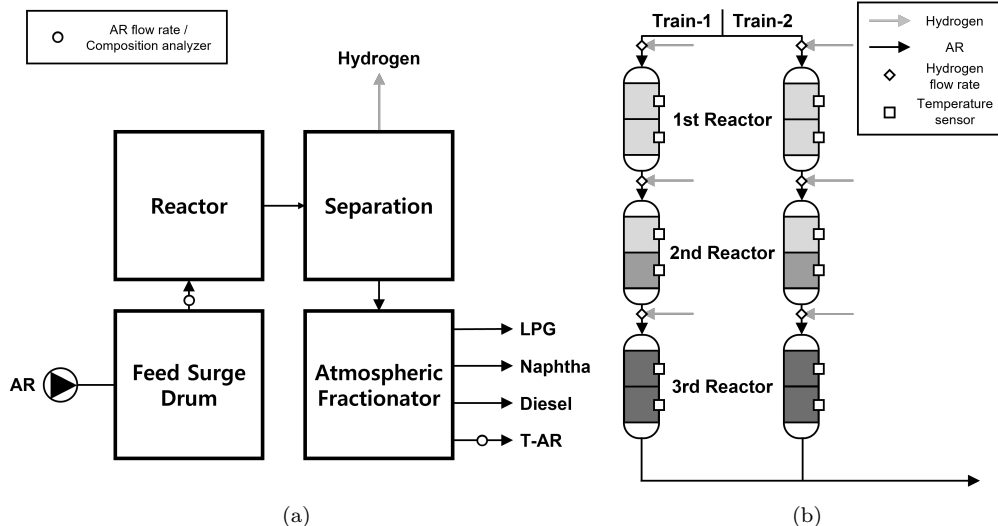 AR flow rate /
Composition analyzer
Hydrogen
Reactor
Separation
AR
Feed Surge
Drum
Atmospheric
Fractionator
LPG
Naphtha
Diesel
T-AR
(a)
Train-1
Train-2
1st Reactor
2nd Reactor
3rd Reactor
Hydrogen
AR
Hydrogen
flow rate
Temperature
sensor
(b)